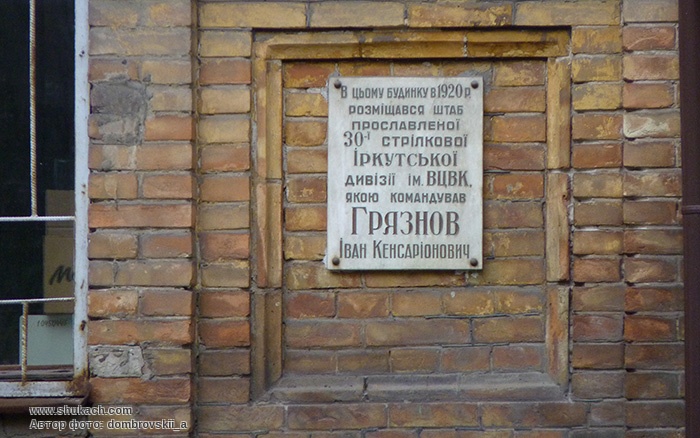 В цьому будинку в 1920 р
розміщався штаб
прославленої
30-ї стрілкової
Іркутської
дивізії ім. ВЦВК,
якою командував
Грязнов
Іван Кенсаріонович
www.shukach.com
Автор фото: dombrovskii_a